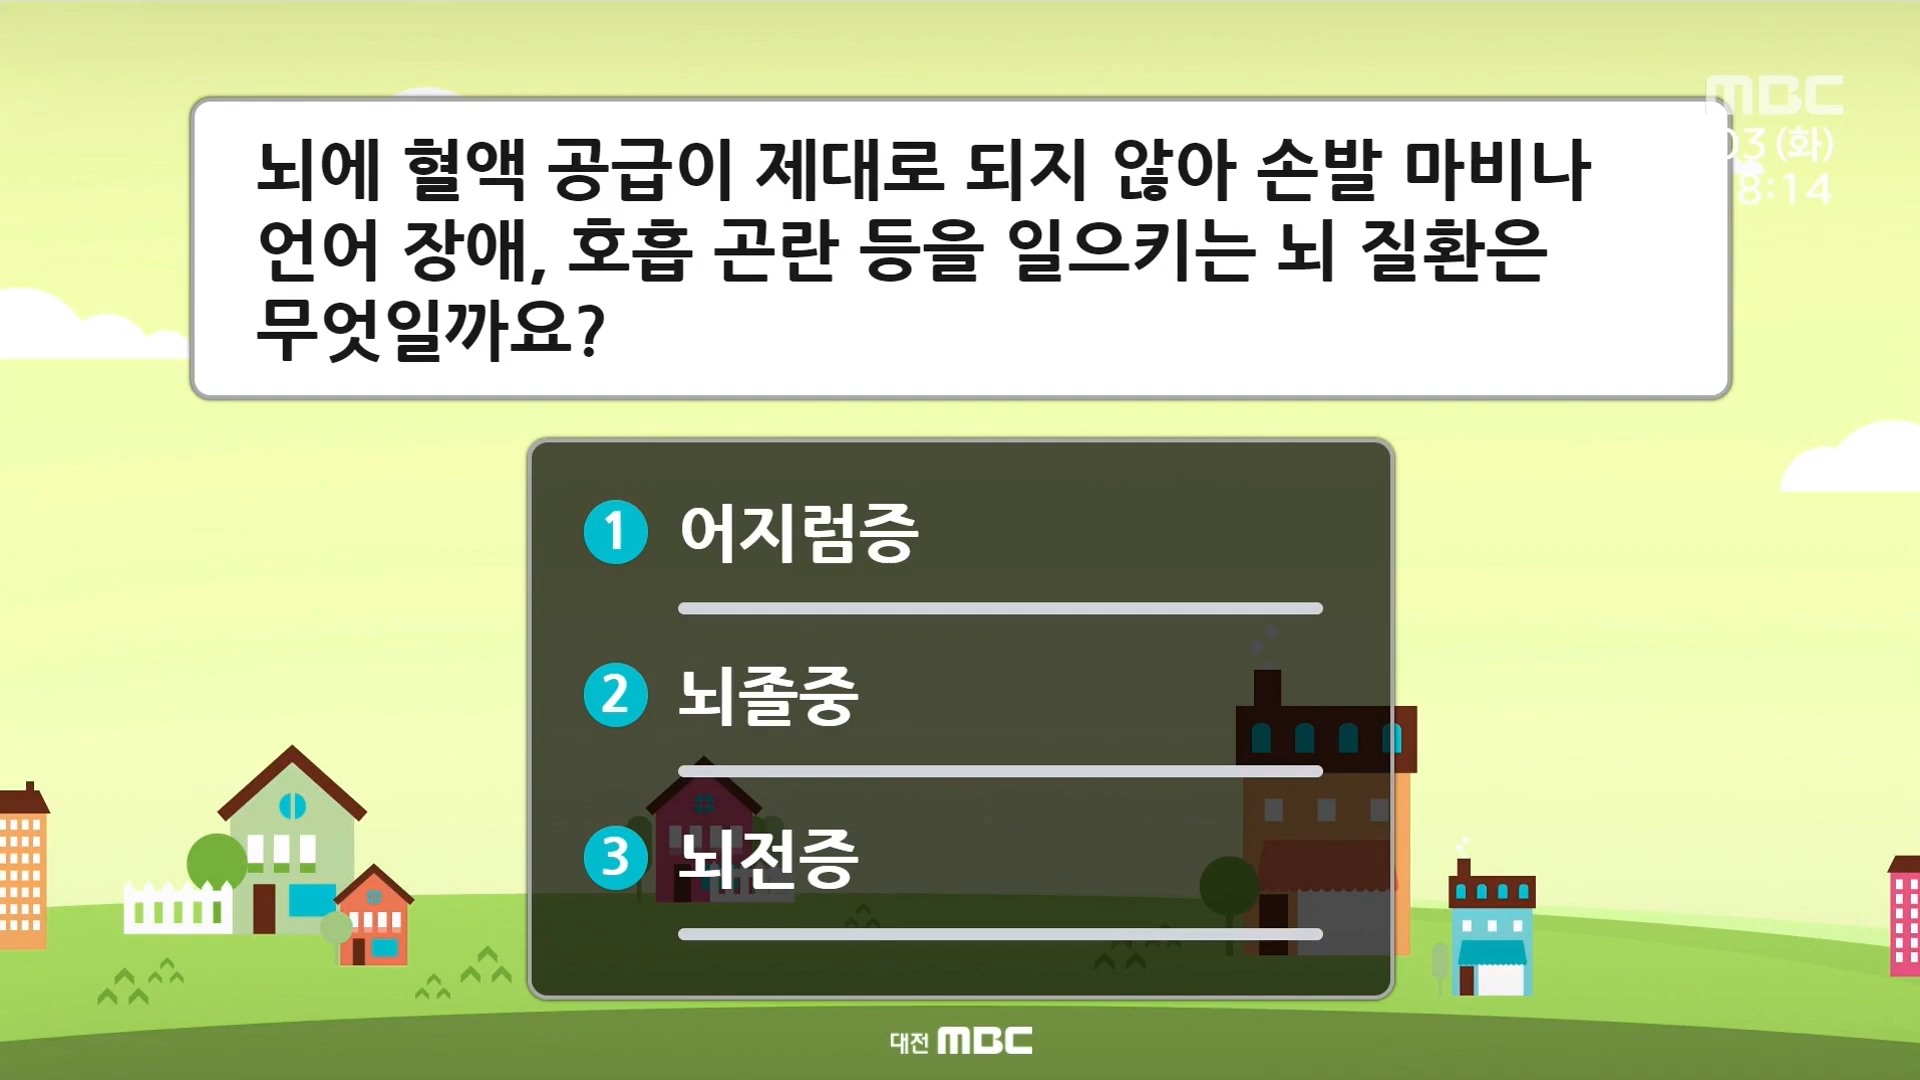 MBC
03 (화)
8:14
뇌에 혈액 공급이 제대로 되지 않아 손발 마비나
언어 장애, 호흡 곤란 등을 일으키는 뇌 질환은
무엇일까요?
1 어지럼증
2 뇌졸중
3 뇌전증
대전 MBC